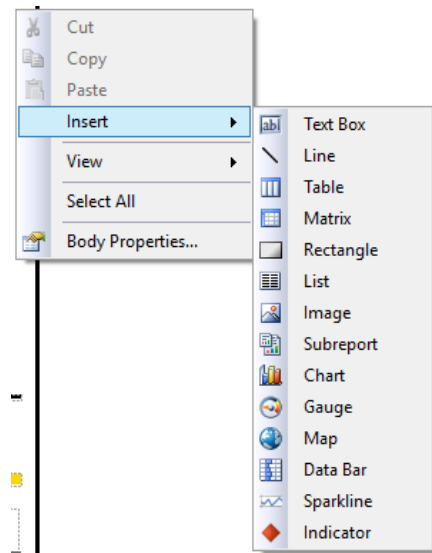 Cut
Copy
Paste
Insert
View
Select All
Body Properties...
abl
Text Box
Line
Table
Matrix
Rectangle
List
Image
Subreport
Chart
Gauge
Map
Data Bar
Sparkline
Indicator